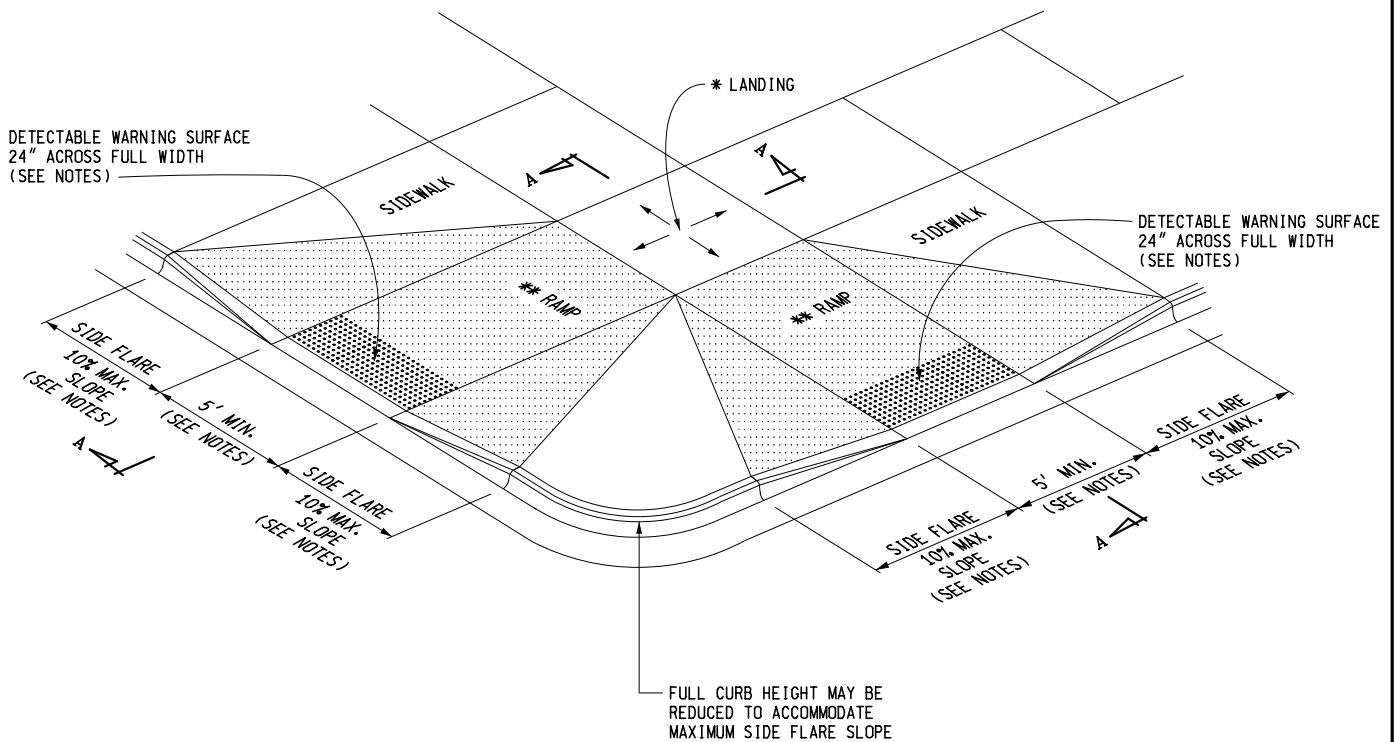 * LANDING
DETECTABLE WARNING SURFACE
24" ACROSS FULL WIDTH
(SEE NOTES)
A
A
SIDEWALK
SIDEWALK
DETECTABLE WARNING SURFACE
24" ACROSS FULL WIDTH
(SEE NOTES)
** RAMP
** RAMP
SIDE FLARE
10% MAX.
SLOPE
(SEE NOTES)
5' MIN.
(SEE NOTES)
A
SIDE FLARE
10% MAX.
SLOPE
(SEE NOTES)
SIDE FLARE
10% MAX.
SLOPE
(SEE NOTES)
5' MIN.
(SEE NOTES)
A
SIDE FLARE
10% MAX.
SLOPE
(SEE NOTES)
FULL CURB HEIGHT MAY BE
REDUCED TO ACCOMMODATE
MAXIMUM SIDE FLARE SLOPE